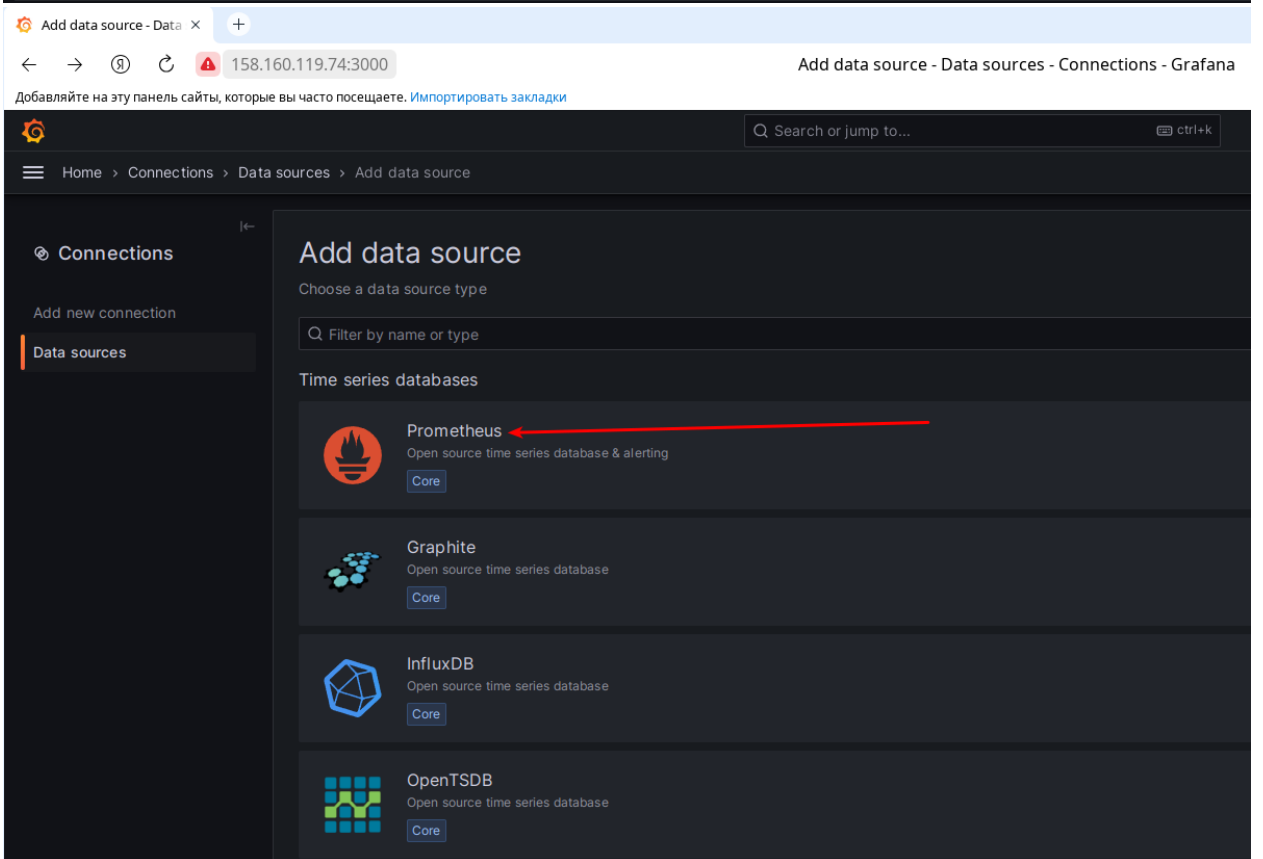 Add data source - Data
158.160.119.74:3000
Add data source - Data sources - Connections - Grafana
Добавляйте на эту панель сайты, которые вы часто посещаете. Импортировать закладки
Search or jump to...
ctrl+k
Home › Connections › Data sources › Add data source
Connections
Add new connection
Data sources
Add data source
Choose a data source type
Filter by name or type
Time series databases
Prometheus
Open source time series database & alerting
Core
Graphite
Open source time series database
Core
InfluxDB
Open source time series database
Core
OpenTSDB
Open source time series database
Core